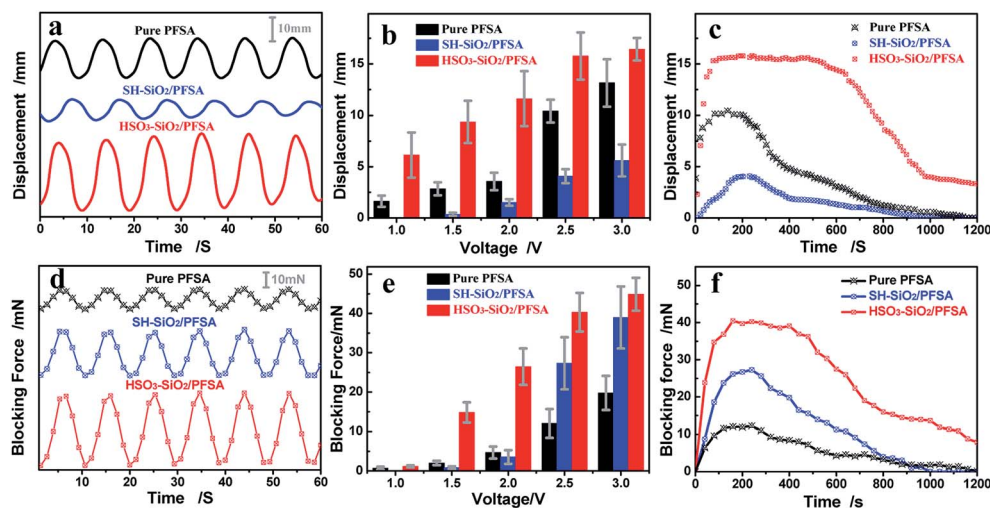 a
Pure PFSA
10mm
SH-SiO₂/PFSA
HSO₃-SiO₂/PFSA
Displacement /mm
0 10 20 30 40 50 60
Time /S
b
Pure PFSA
SH-SiO₂/PFSA
HSO₃-SiO₂/PFSA
Displacement /mm
15
10
5
0
1.0 1.5 2.0 2.5 3.0
Voltage /V
c
Pure PFSA
SH-SiO₂/PFSA
HSO₃-SiO₂/PFSA
Displacement /mm
15
10
5
0
0 200 400 600 800 1000 1200
Time /S
d
Pure PFSA
10mN
SH-SiO₂/PFSA
HSO₃-SiO₂/PFSA
Blocking Force /mN
0 10 20 30 40 50 60
Time /S
e
Pure PFSA
SH-SiO₂/PFSA
HSO₃-SiO₂/PFSA
Blocking Force/mN
50
40
30
20
10
0
1.0 1.5 2.0 2.5 3.0
Voltage/V
f
Pure PFSA
SH-SiO₂/PFSA
HSO₃-SiO₂/PFSA
Blocking force/mN
50
40
30
20
10
0
0 200 400 600 800 1000 1200
Time /s